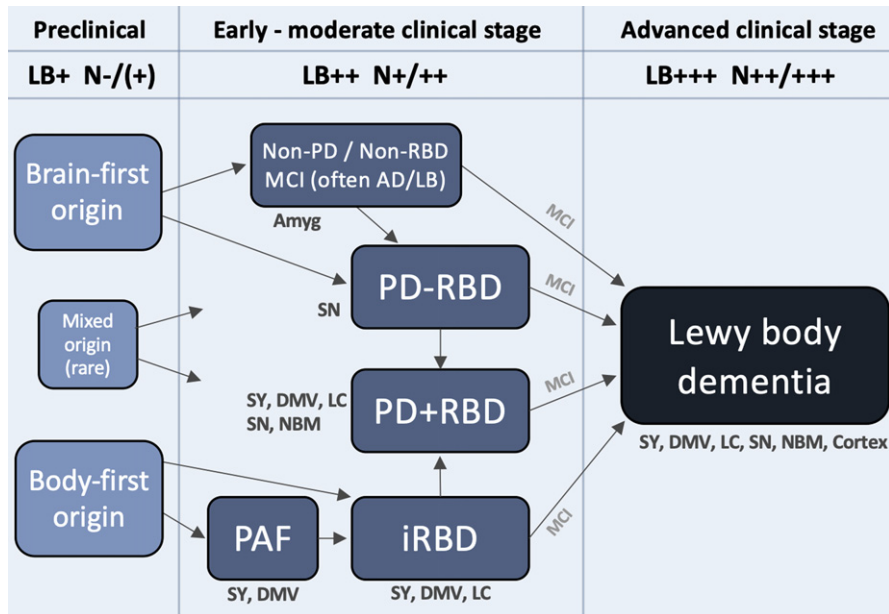 Preclinical
Early - moderate clinical stage
Advanced clinical stage
LB+ N-/(+)
LB++ N+/++
LB+++ N++/+++
Brain-first
origin
Non-PD / Non-RBD
MCI (often AD/LB)
Amyg
MCI
PD-RBD
SN
MCI
Mixed
origin
(rare)
Lewy body
dementia
SY, DMV, LC, SN, NBM, Cortex
SY, DMV, LC
SN, NBM
PD+RBD
MCI
Body-first
origin
PAF
SY, DMV
iRBD
SY, DMV, LC
MCI